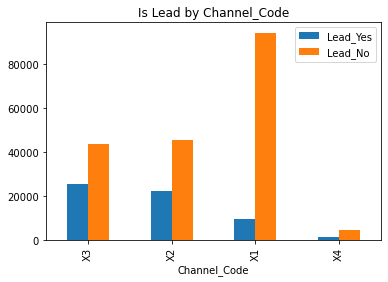 Is Lead by Channel_Code
Lead_Yes
Lead_No
80000
60000
40000
20000
0
X3
X2
X1
X4
Channel_Code